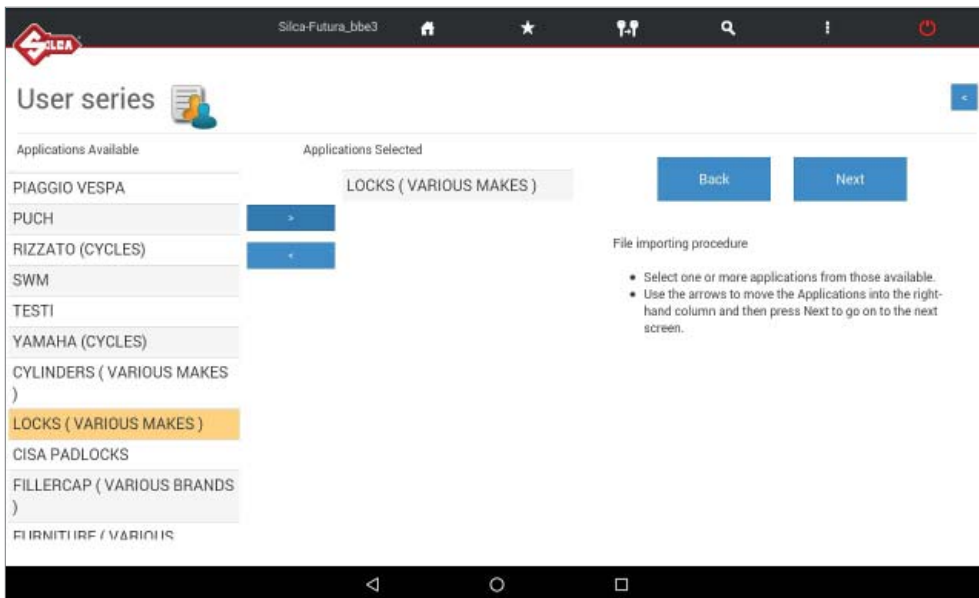 Silca-Futura_bbe3
SILCA
User series
<
Applications Available
Applications Selected
PIAGGIO VESPA
PUCH
RIZZATO (CYCLES)
SWM
TESTI
YAMAHA (CYCLES)
CYLINDERS ( VARIOUS MAKES
)
LOCKS ( VARIOUS MAKES )
CISA PADLOCKS
FILLERCAP ( VARIOUS BRANDS
)
FURNITURE ( VARIOUS
>
<
LOCKS ( VARIOUS MAKES )
Back
Next
File importing procedure
• Select one or more applications from those available.
• Use the arrows to move the Applications into the right-
hand column and then press Next to go on to the next
screen.